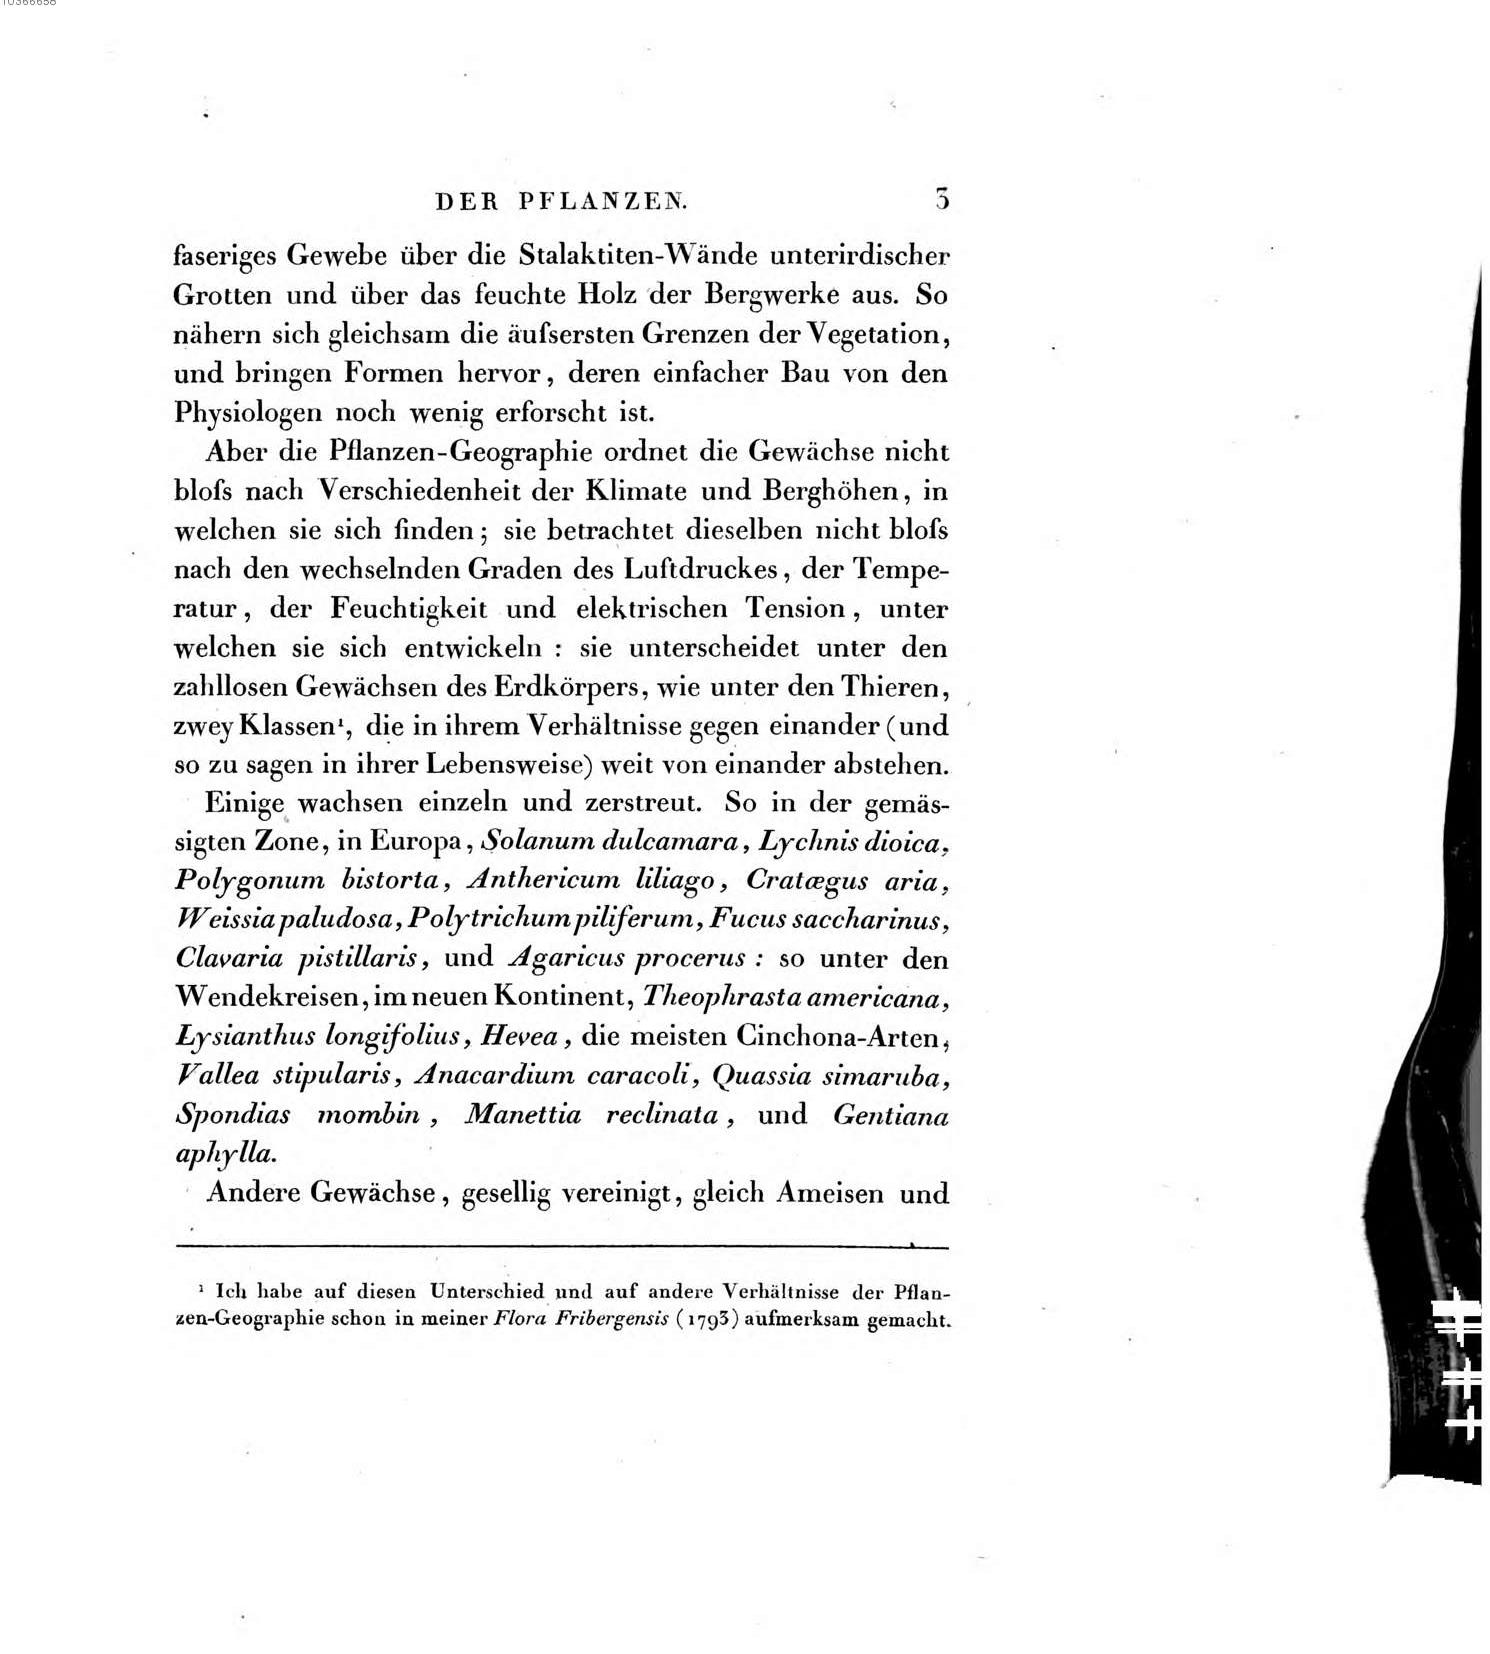 10366658
DER PFLANZEN. 3
faseriges Gewebe über die Stalaktiten-Wände unterirdischer
Grotten und über das feuchte Holz der Bergwerke aus. So
nähern sich gleichsam die äuſsersten Grenzen der Vegetation,
und bringen Formen hervor, deren einfacher Bau von den
Physiologen noch wenig erforscht ist.
Aber die Pflanzen-Geographie ordnet die Gewächse nicht
bloſs nach Verschiedenheit der Klimate und Berghöhen, in
welchen sie sich finden; sie betrachtet dieselben nicht bloſs
nach den wechselnden Graden des Luftdruckes, der Tempe-
ratur, der Feuchtigkeit und elektrischen Tension, unter
welchen sie sich entwickeln : sie unterscheidet unter den
zahllosen Gewächsen des Erdkörpers, wie unter den Thieren,
zwey Klassen¹, die in ihrem Verhältnisse gegen einander (und
so zu sagen in ihrer Lebensweise) weit von einander abstehen.
Einige wachsen einzeln und zerstreut. So in der gemäs-
sigten Zone, in Europa, Solanum dulcamara, Lychnis dioica,
Polygonum bistorta, Anthericum liliago, Cratægus aria,
Weissia paludosa, Polytrichum piliferum, Fucus saccharinus,
Clavaria pistillaris, und Agaricus procerus : so unter den
Wendekreisen, im neuen Kontinent, Theophrasta americana,
Lysianthus longifolius, Hevea, die meisten Cinchona-Arten,
Vallea stipularis, Anacardium caracoli, Quassia simaruba,
Spondias mombin, Manettia reclinata, und Gentiana
aphylla.
Andere Gewächse, gesellig vereinigt, gleich Ameisen und
¹ Ich habe auf diesen Unterschied und auf andere Verhältnisse der Pflan-
zen-Geographie schon in meiner Flora Fribergensis (1793) aufmerksam gemacht.